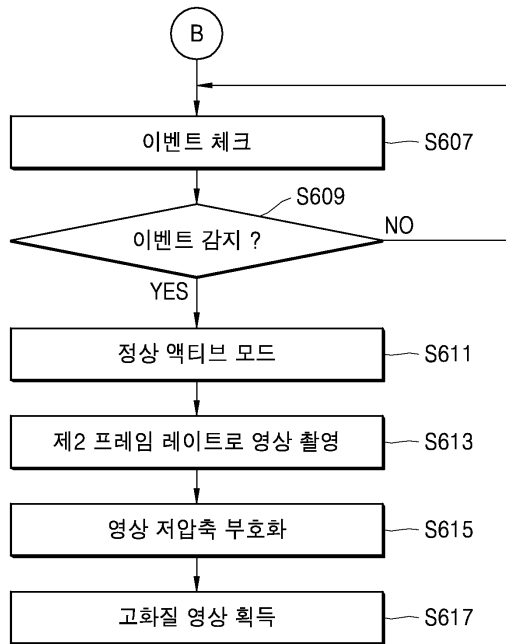 B
이벤트 체크
S607
S609
이벤트 감지 ?
NO
YES
정상 액티브 모드
S611
제2 프레임 레이트로 영상 촬영
S613
영상 저압축 부호화
S615
고화질 영상 획득
S617